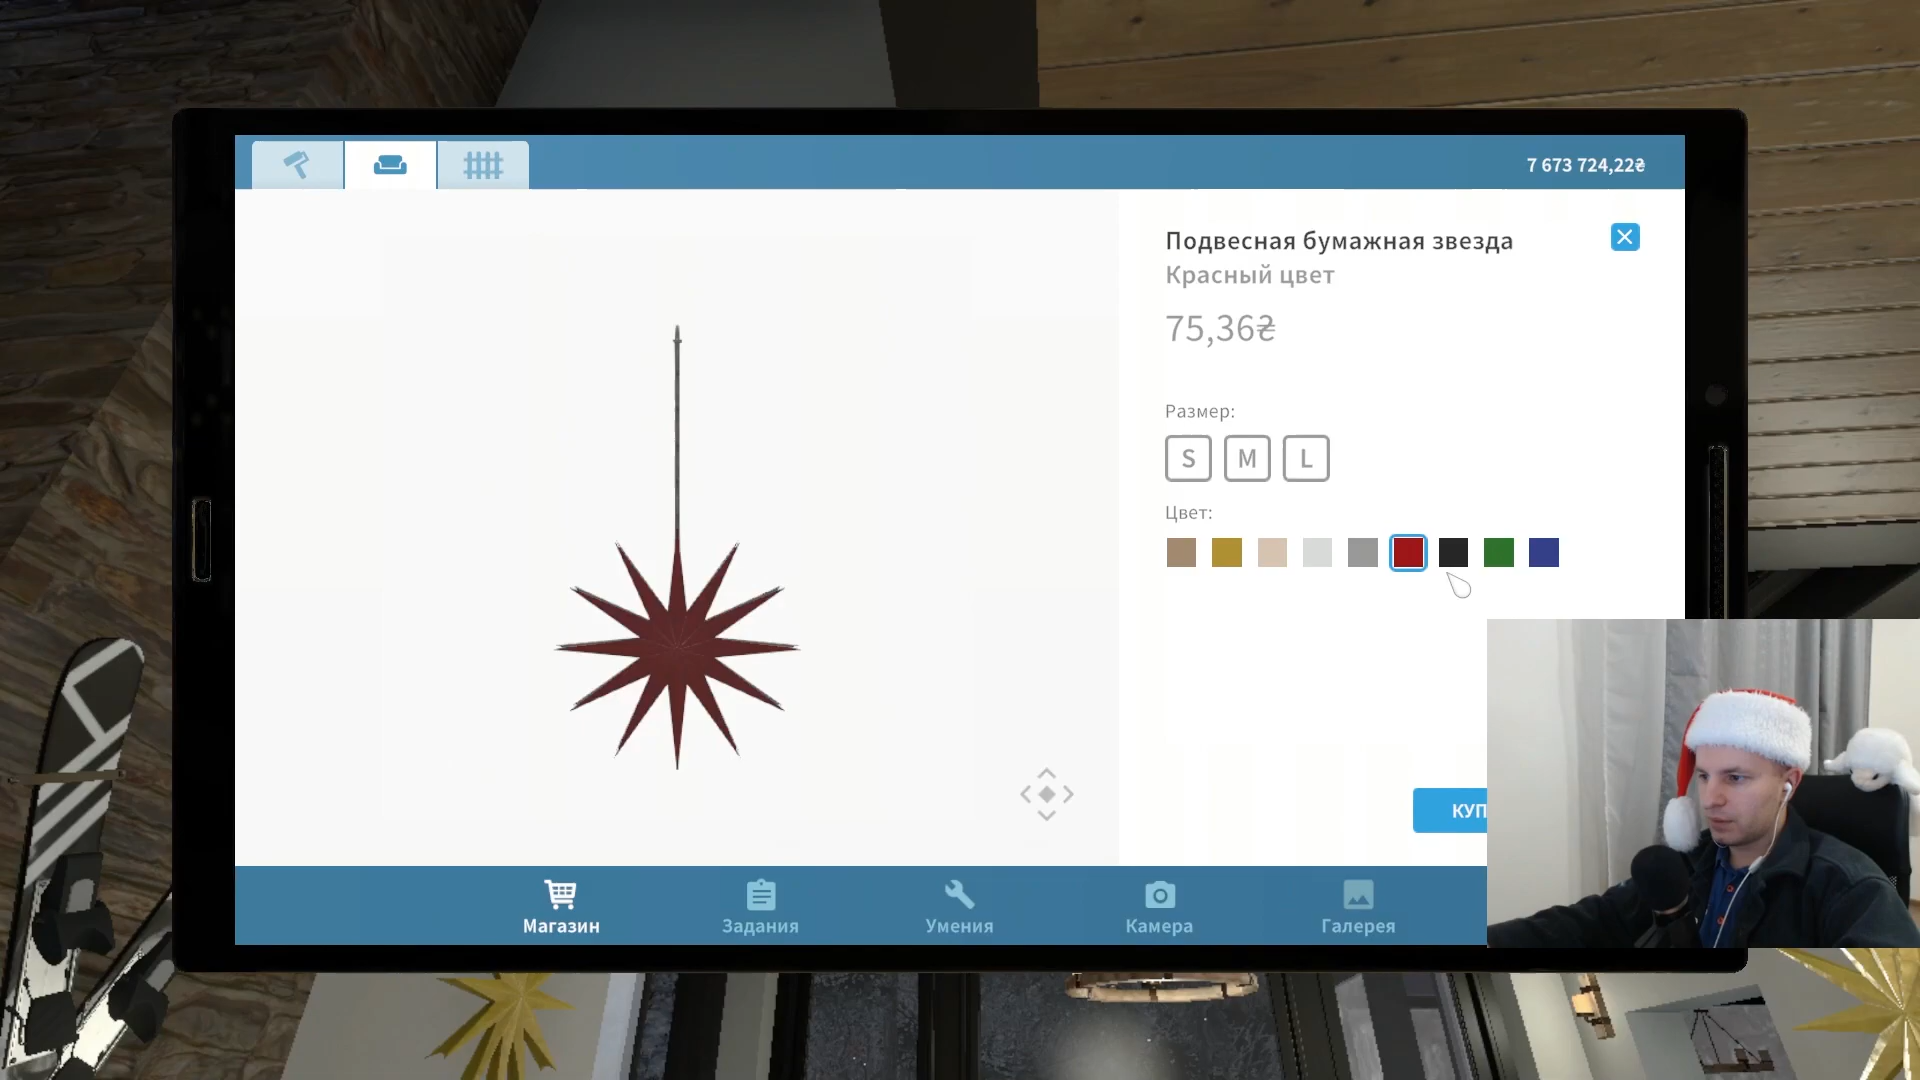 7 673 724,22₴
Подвесная бумажная звезда
Красный цвет
75,36₴
Размер:
S M L
Цвет:
КУП
Магазин
Задания
Умения
Камера
Галерея